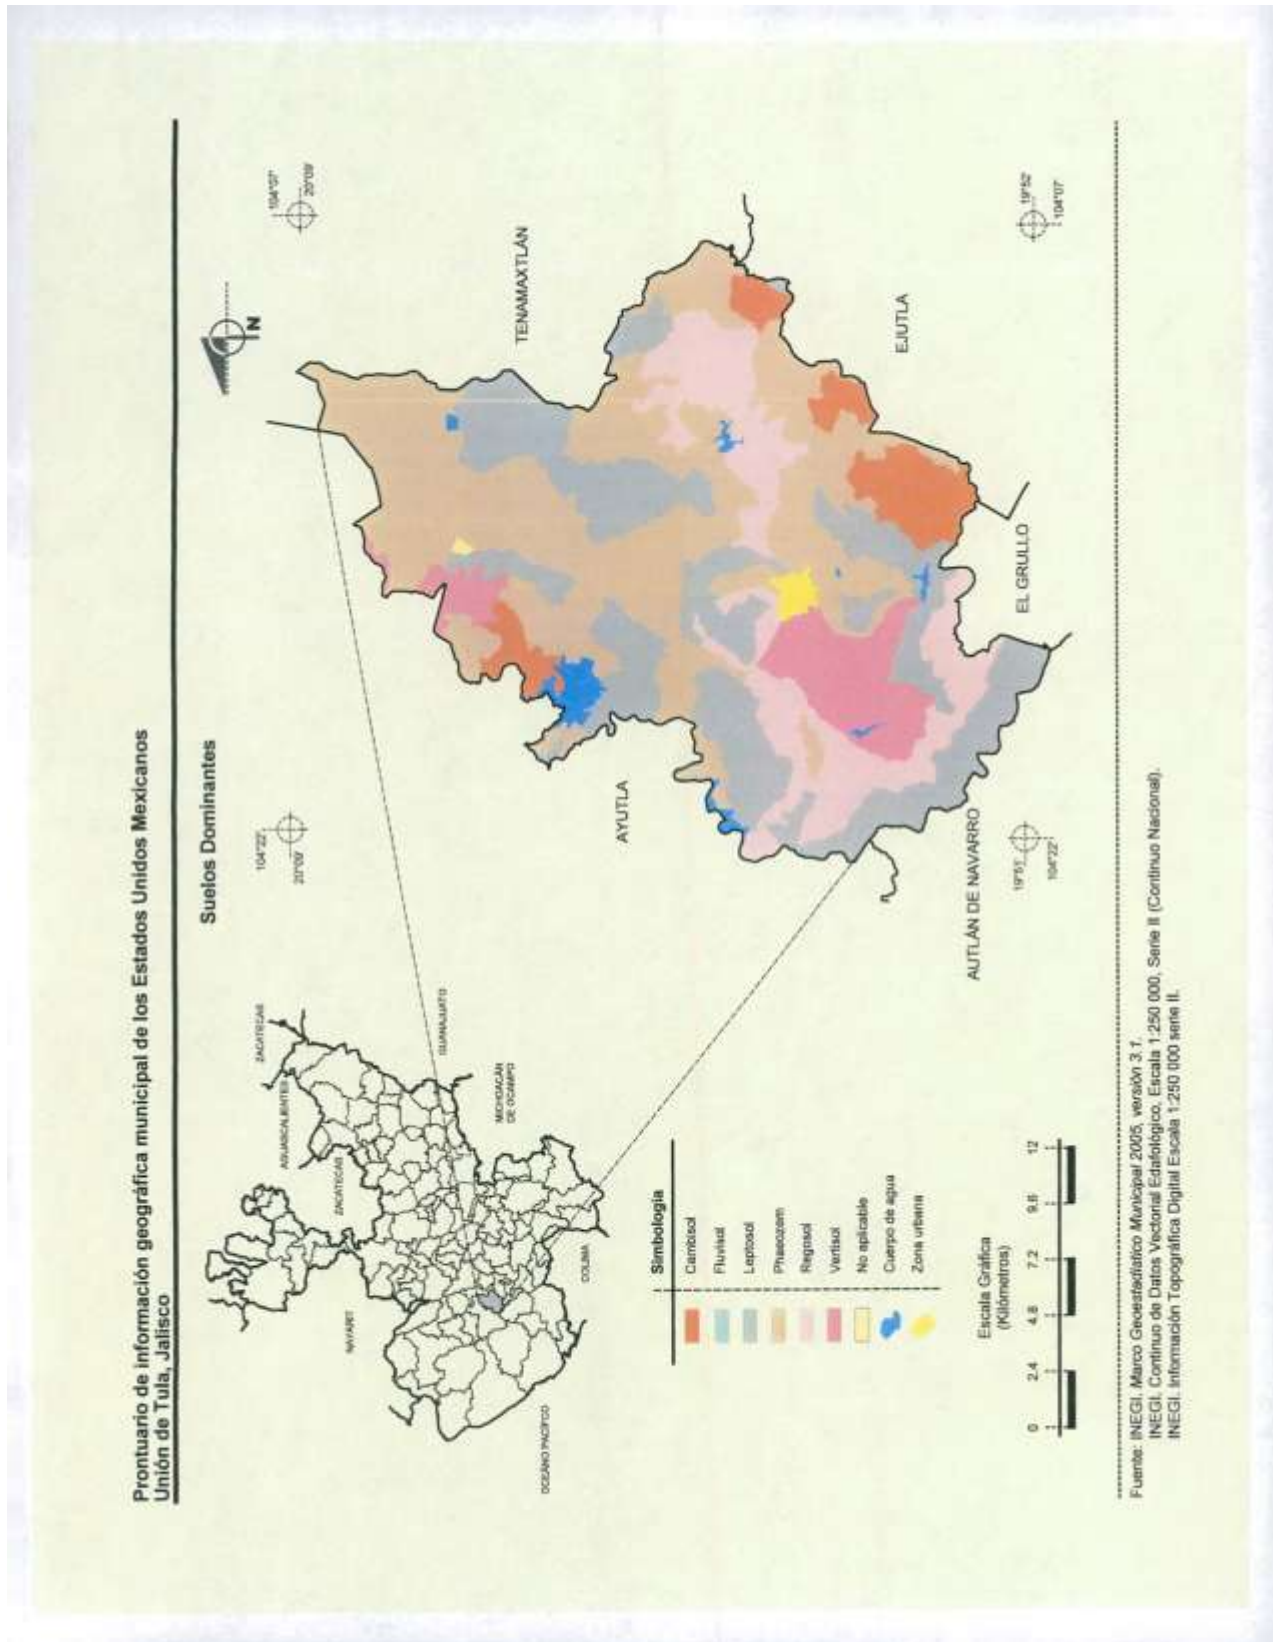 Prontuario de información geográfica municipal de los Estados Unidos Mexicanos
Unión de Tula, Jalisco
Suelos Dominantes
ZACATECAS
AGUASCALIENTES
ZACATECAS
NAYARIT
GUANAJUATO
MICHOACÁN
DE OCAMPO
COLIMA
OCEÁNO PACÍFICO
104°22'
20°09'
N
104°07'
20°09'
TENAMAXTLÁN
AYUTLA
EJUTLA
EL GRULLO
AUTLÁN DE NAVARRO
19°51'
104°22'
19°52'
104°07'
Simbología
Cambisol
Fluvisol
Leptosol
Phaeozem
Regosol
Vertisol
No aplicable
Cuerpo de agua
Zona urbana
Escala Gráfica
(Kilómetros)
0 2.4 4.8 7.2 9.6 12
Fuente: INEGI. Marco Geoestadístico Municipal 2005, versión 3.1.
INEGI. Continuo de Datos Vectorial Edafológico, Escala 1:250 000, Serie II (Continuo Nacional).
INEGI. Información Topográfica Digital Escala 1:250 000 serie II.